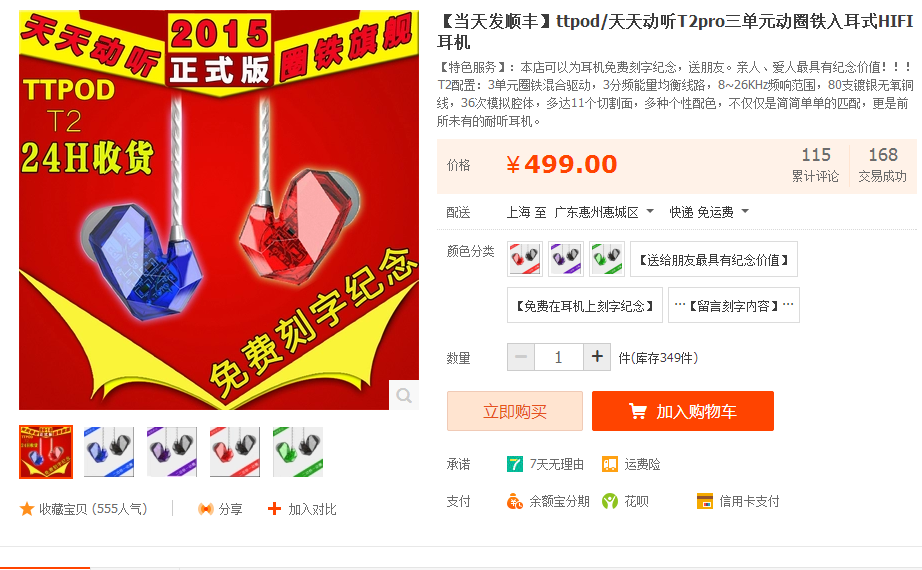 天天动听
2015
正式版
圈铁旗舰
TTPOD
T2
24H收货
免费刻字纪念
收藏宝贝 (555人气)
分享
加入对比
【当天发顺丰】ttpod/天天动听T2pro三单元动圈铁入耳式HIFI
耳机
【特色服务】：本店可以为耳机免费刻字纪念，送朋友。亲人、爱人最具有纪念价值！！！
T2配置：3单元圈铁混合驱动，3分频能量均衡线路，8~26KHz频响范围，80支镀银无氧铜
线，36次模拟腔体，多达11个切割面，多种个性配色，不仅仅是简简单单的匹配，更是前
所未有的耐听耳机。
价格
¥499.00
115
累计评论
168
交易成功
配送
上海 至 广东惠州惠城区
快递 免运费
颜色分类
【送给朋友最具有纪念价值】
【免费在耳机上刻字纪念】
···【留言刻字内容】···
数量
1
件(库存349件)
立即购买
加入购物车
承诺
7天无理由
运费险
支付
余额宝分期
花呗
信用卡支付